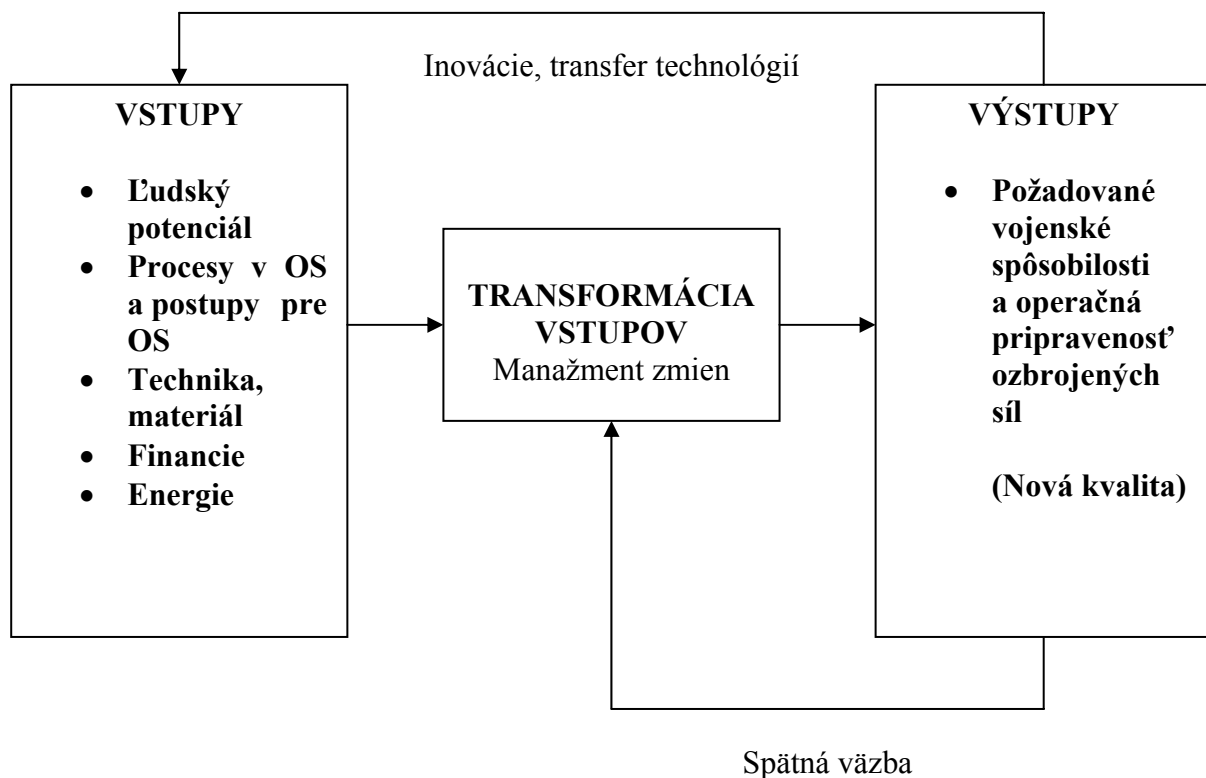 Inovácie, transfer technológií
VSTUPY
• Ľudský
potenciál
• Procesy v OS
a postupy pre
OS
• Technika,
materiál
• Financie
• Energie
TRANSFORMÁCIA
VSTUPOV
Manažment zmien
VÝSTUPY
• Požadované
vojenské
spôsobilosti
a operačná
pripravenosť
ozbrojených
síl
(Nová kvalita)
Spätná väzba